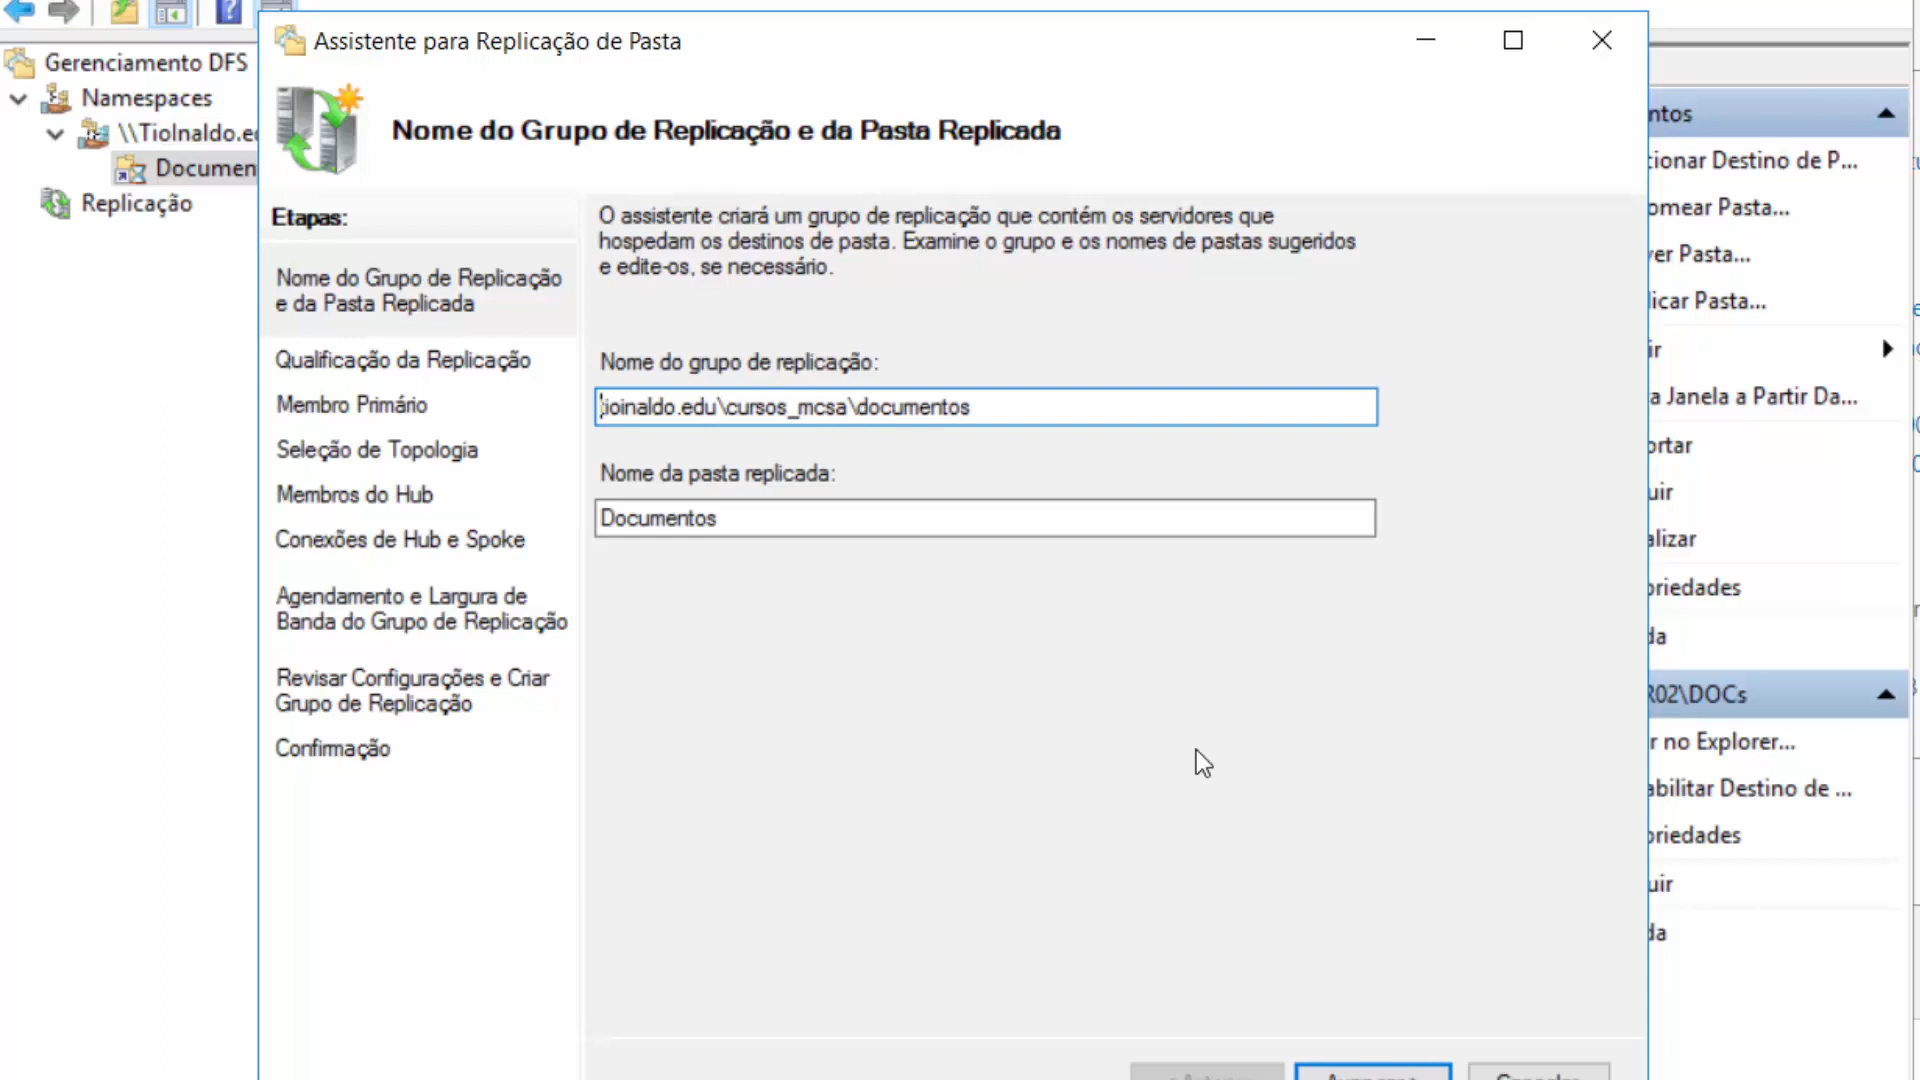 Assistente para Replicação de Pasta
Gerenciamento DFS
Namespaces
\\TioInaldo.e
Documen
Replicação
Nome do Grupo de Replicação e da Pasta Replicada
Etapas:
Nome do Grupo de Replicação
e da Pasta Replicada
Qualificação da Replicação
Membro Primário
Seleção de Topologia
Membros do Hub
Conexões de Hub e Spoke
Agendamento e Largura de
Banda do Grupo de Replicação
Revisar Configurações e Criar
Grupo de Replicação
Confirmação
O assistente criará um grupo de replicação que contém os servidores que
hospedam os destinos de pasta. Examine o grupo e os nomes de pastas sugeridos
e edite-os, se necessário.
Nome do grupo de replicação:
tioinaldo.edu\cursos_mcsa\documentos
Nome da pasta replicada:
Documentos
ntos
cionar Destino de P...
omear Pasta...
ver Pasta...
licar Pasta...
ir
a Janela a Partir Da...
ortar
uir
alizar
priedades
da
R02\DOCs
r no Explorer...
abilitar Destino de ...
priedades
uir
da